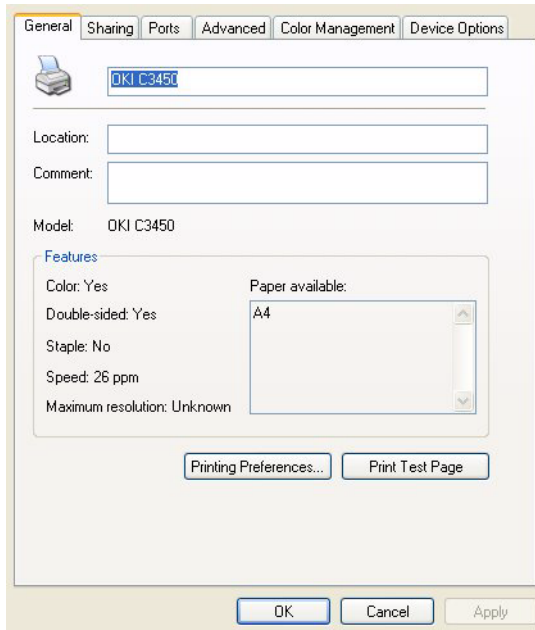 General Sharing Ports Advanced Color Management Device Options
OKI C3450
Location:
Comment:
Model: OKI C3450
Features
Color: Yes Paper available:
Double-sided: Yes A4
Staple: No
Speed: 26 ppm
Maximum resolution: Unknown
Printing Preferences... Print Test Page
OK Cancel Apply